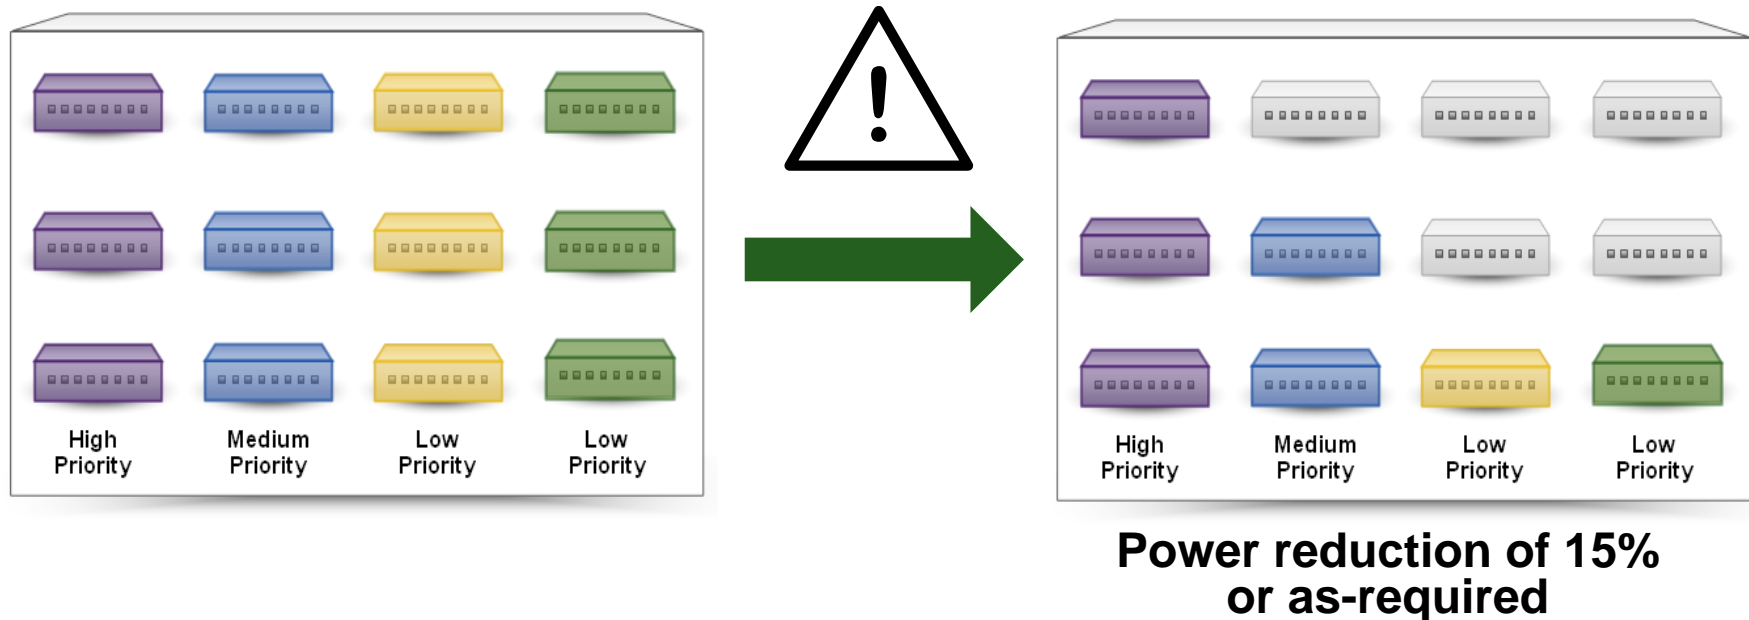 High Priority
Medium Priority
Low Priority
Low Priority
!
High Priority
Medium Priority
Low Priority
Low Priority
Power reduction of 15%
or as-required